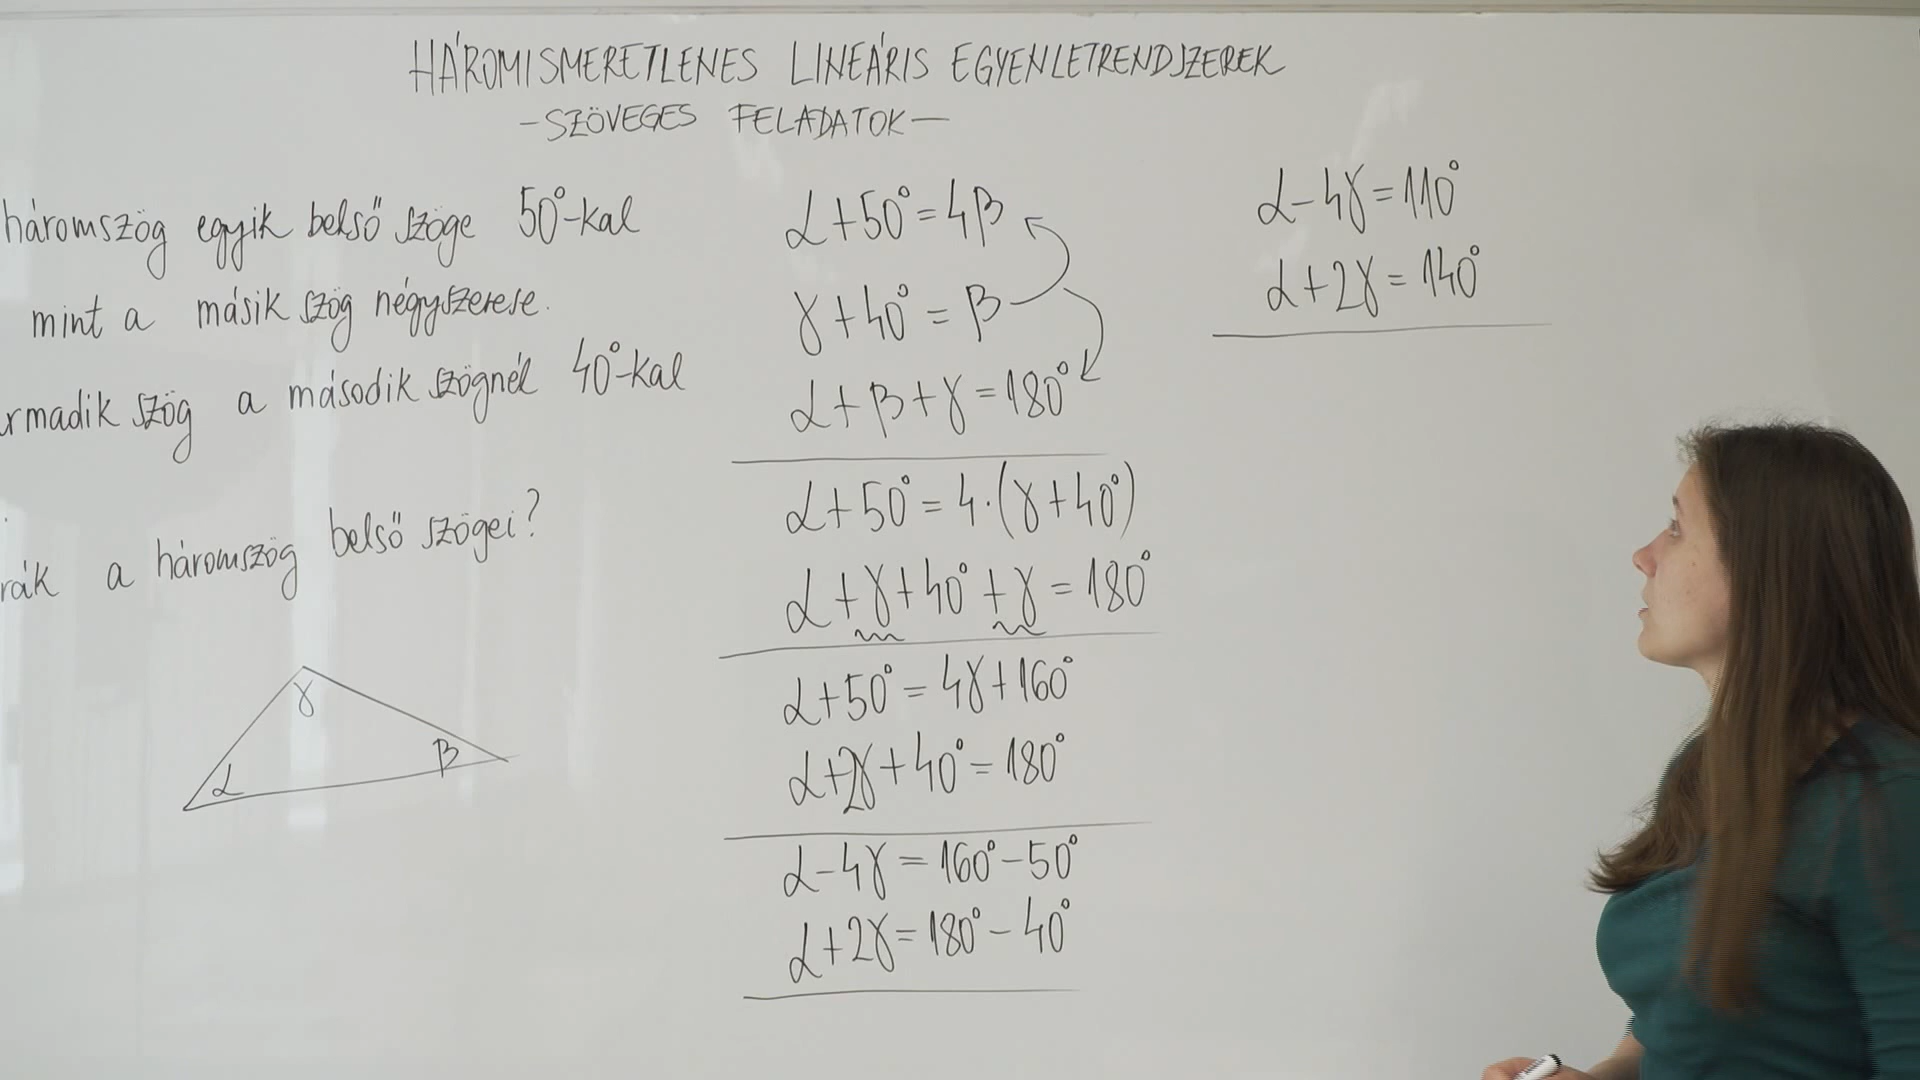 HÁROMISMERETLENES LINEÁRIS EGYENLETRENDSZEREK
-SZÖVEGES FELADATOK-
háromszög egyik belső szöge 50°-kal
mint a másik szög négyszerese.
rmadik szög a második szögnél 40°-kal
rák a háromszög belső szögei?
γ
α
β
α+50°=4β
γ+40°=β
α+β+γ=180°
α+50°=4·(γ+40°)
α+γ+40°+γ=180°
α+50°=4γ+160°
α+2γ+40°=180°
α-4γ=160°-50°
α+2γ=180°-40°
α-4γ=110°
α+2γ=140°